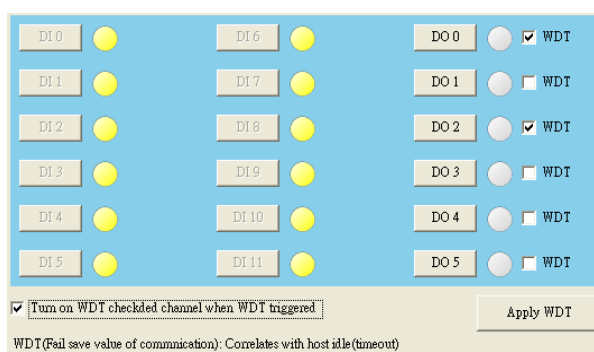 DI 0 DI 6 DO 0 WDT
DI 1 DI 7 DO 1 WDT
DI 2 DI 8 DO 2 WDT
DI 3 DI 9 DO 3 WDT
DI 4 DI 10 DO 4 WDT
DI 5 DI 11 DO 5 WDT
Turn on WDT checkded channel when WDT triggered Apply WDT
WDT(Fail save value of commnication): Correlates with host idle(timeout)